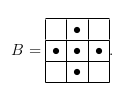 B = .